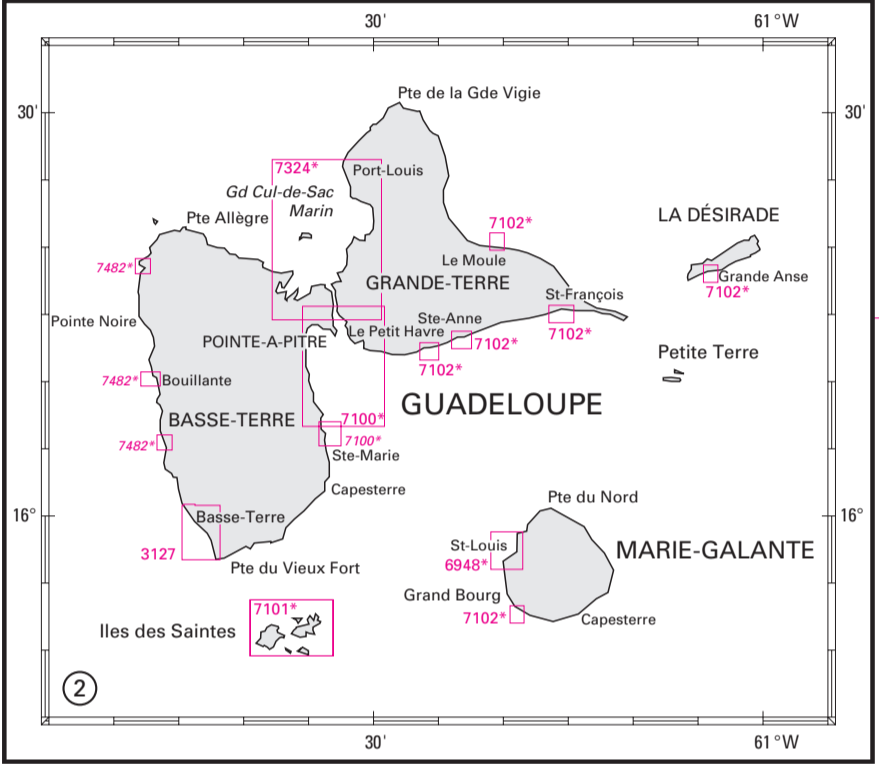 30'
61°W
Pte de la Gde Vigie
30'
30'
7324*
Port-Louis
Gd Cul-de-Sac
Marin
Pte Allègre
7102*
LA DÉSIRADE
7482*
Le Moule
GRANDE-TERRE
Grande Anse
7102*
St-François
Pointe Noire
Ste-Anne
Le Petit Havre
POINTE-A-PITRE
7102*
7102*
7102*
Petite Terre
7482*
Bouillante
GUADELOUPE
BASSE-TERRE
7100*
7100*
7482*
Ste-Marie
Capesterre
Pte du Nord
16°
Basse-Terre
16°
St-Louis
MARIE-GALANTE
3127
6948*
Pte du Vieux Fort
Grand Bourg
7101*
7102*
Capesterre
Iles des Saintes
2
30'
61°W